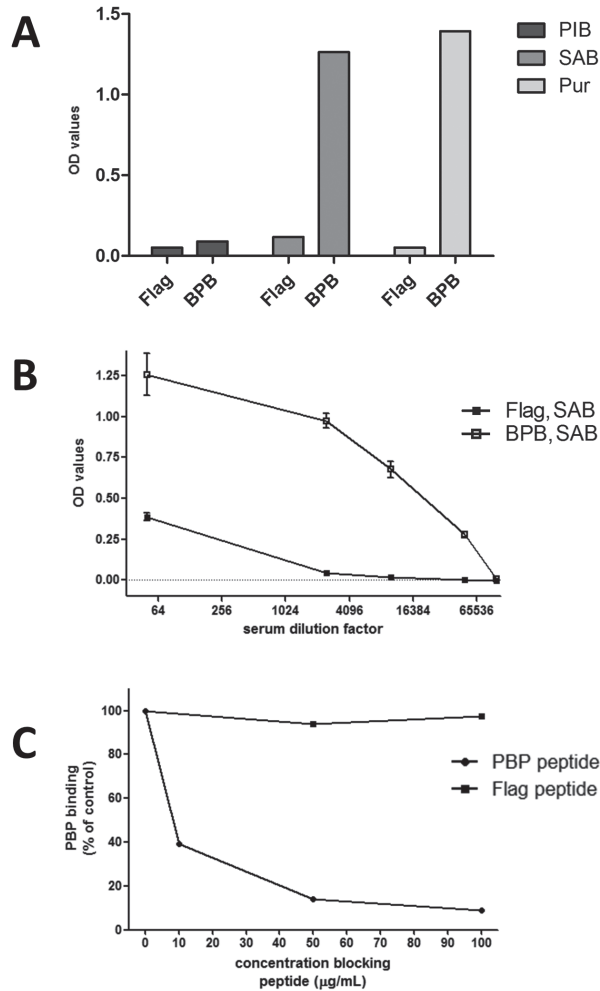 A
OD values
1.5
1.0
0.5
0.0
Flag
BPB
Flag
BPB
Flag
BPB
PIB
SAB
Pur
B
OD values
1.25
1.00
0.75
0.50
0.25
0.00
64 256 1024 4096 16384 65536
serum dilution factor
Flag, SAB
BPB, SAB
C
PBP binding
(% of control)
100
80
60
40
20
0
0 10 20 30 40 50 60 70 80 90 100
concentration blocking
peptide (μg/mL)
PBP peptide
Flag peptide